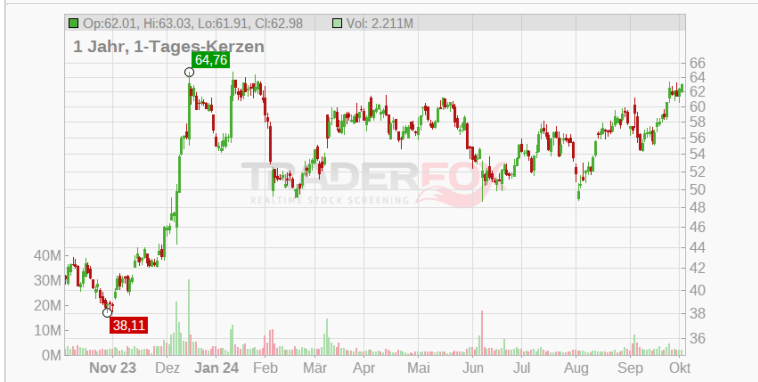 Op:62.01, Hi:63.03, Lo:61.91, Cl:62.98 Vol: 2.211M
1 Jahr, 1-Tages-Kerzen
64,76
66
64
62
60
58
56
54
52
50
48
46
44
42
40
38
36
TRADERFOX
REALTIME STOCK SCREENING
40M
30M
20M
10M
0M
38,11
Nov 23 Dez Jan 24 Feb Mär Apr Mai Jun Jul Aug Sep Okt